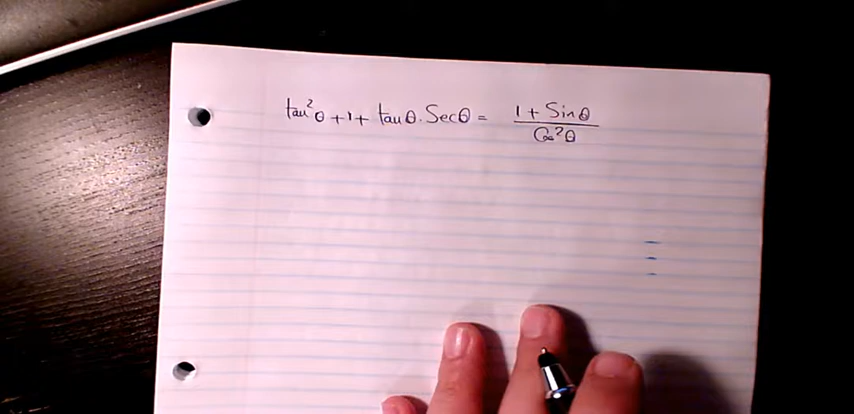 tan²θ + 1 + tanθ . Secθ = (1 + Sinθ) / (Cos²θ)